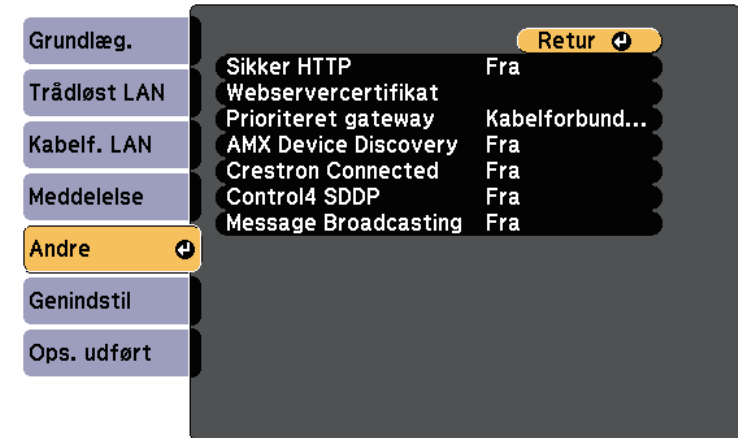 Grundlæg.
Trådløst LAN
Kabelf. LAN
Meddelelse
Andre
Genindstil
Ops. udført
Retur
Sikker HTTP Fra
Webservercertifikat
Prioriteret gateway Kabelforbund...
AMX Device Discovery Fra
Crestron Connected Fra
Control4 SDDP Fra
Message Broadcasting Fra